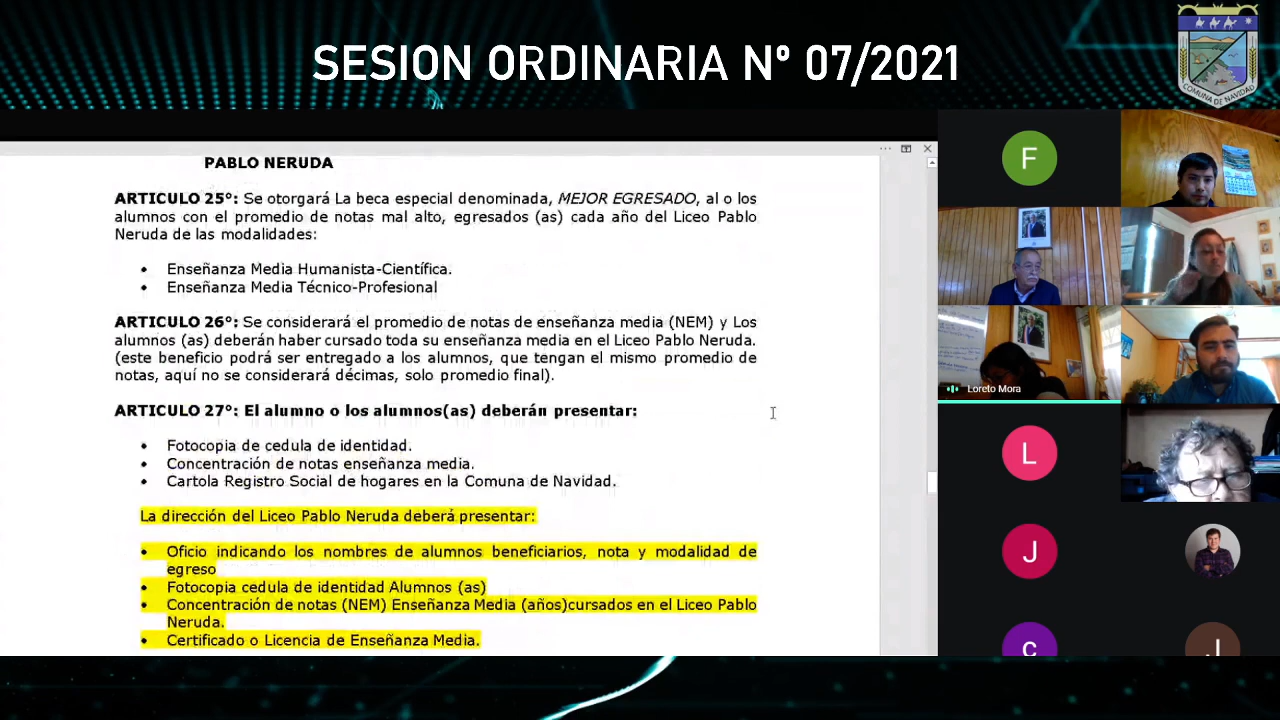 SESION ORDINARIA Nº 07/2021
COMUNA DE NAVIDAD
PABLO NERUDA
ARTICULO 25°: Se otorgará La beca especial denominada, MEJOR EGRESADO, al o los
alumnos con el promedio de notas mal alto, egresados (as) cada año del Liceo Pablo
Neruda de las modalidades:
• Enseñanza Media Humanista-Científica.
• Enseñanza Media Técnico-Profesional
ARTICULO 26°: Se considerará el promedio de notas de enseñanza media (NEM) y Los
alumnos (as) deberán haber cursado toda su enseñanza media en el Liceo Pablo Neruda.
(este beneficio podrá ser entregado a los alumnos, que tengan el mismo promedio de
notas, aquí no se considerará décimas, solo promedio final).
ARTICULO 27°: El alumno o los alumnos(as) deberán presentar:
• Fotocopia de cedula de identidad.
• Concentración de notas enseñanza media.
• Cartola Registro Social de hogares en la Comuna de Navidad.
La dirección del Liceo Pablo Neruda deberá presentar:
• Oficio indicando los nombres de alumnos beneficiarios, nota y modalidad de
egreso
• Fotocopia cedula de identidad Alumnos (as)
• Concentración de notas (NEM) Enseñanza Media (años)cursados en el Liceo Pablo
Neruda.
• Certificado o Licencia de Enseñanza Media.
F
Loreto Mora
L
J
C
J